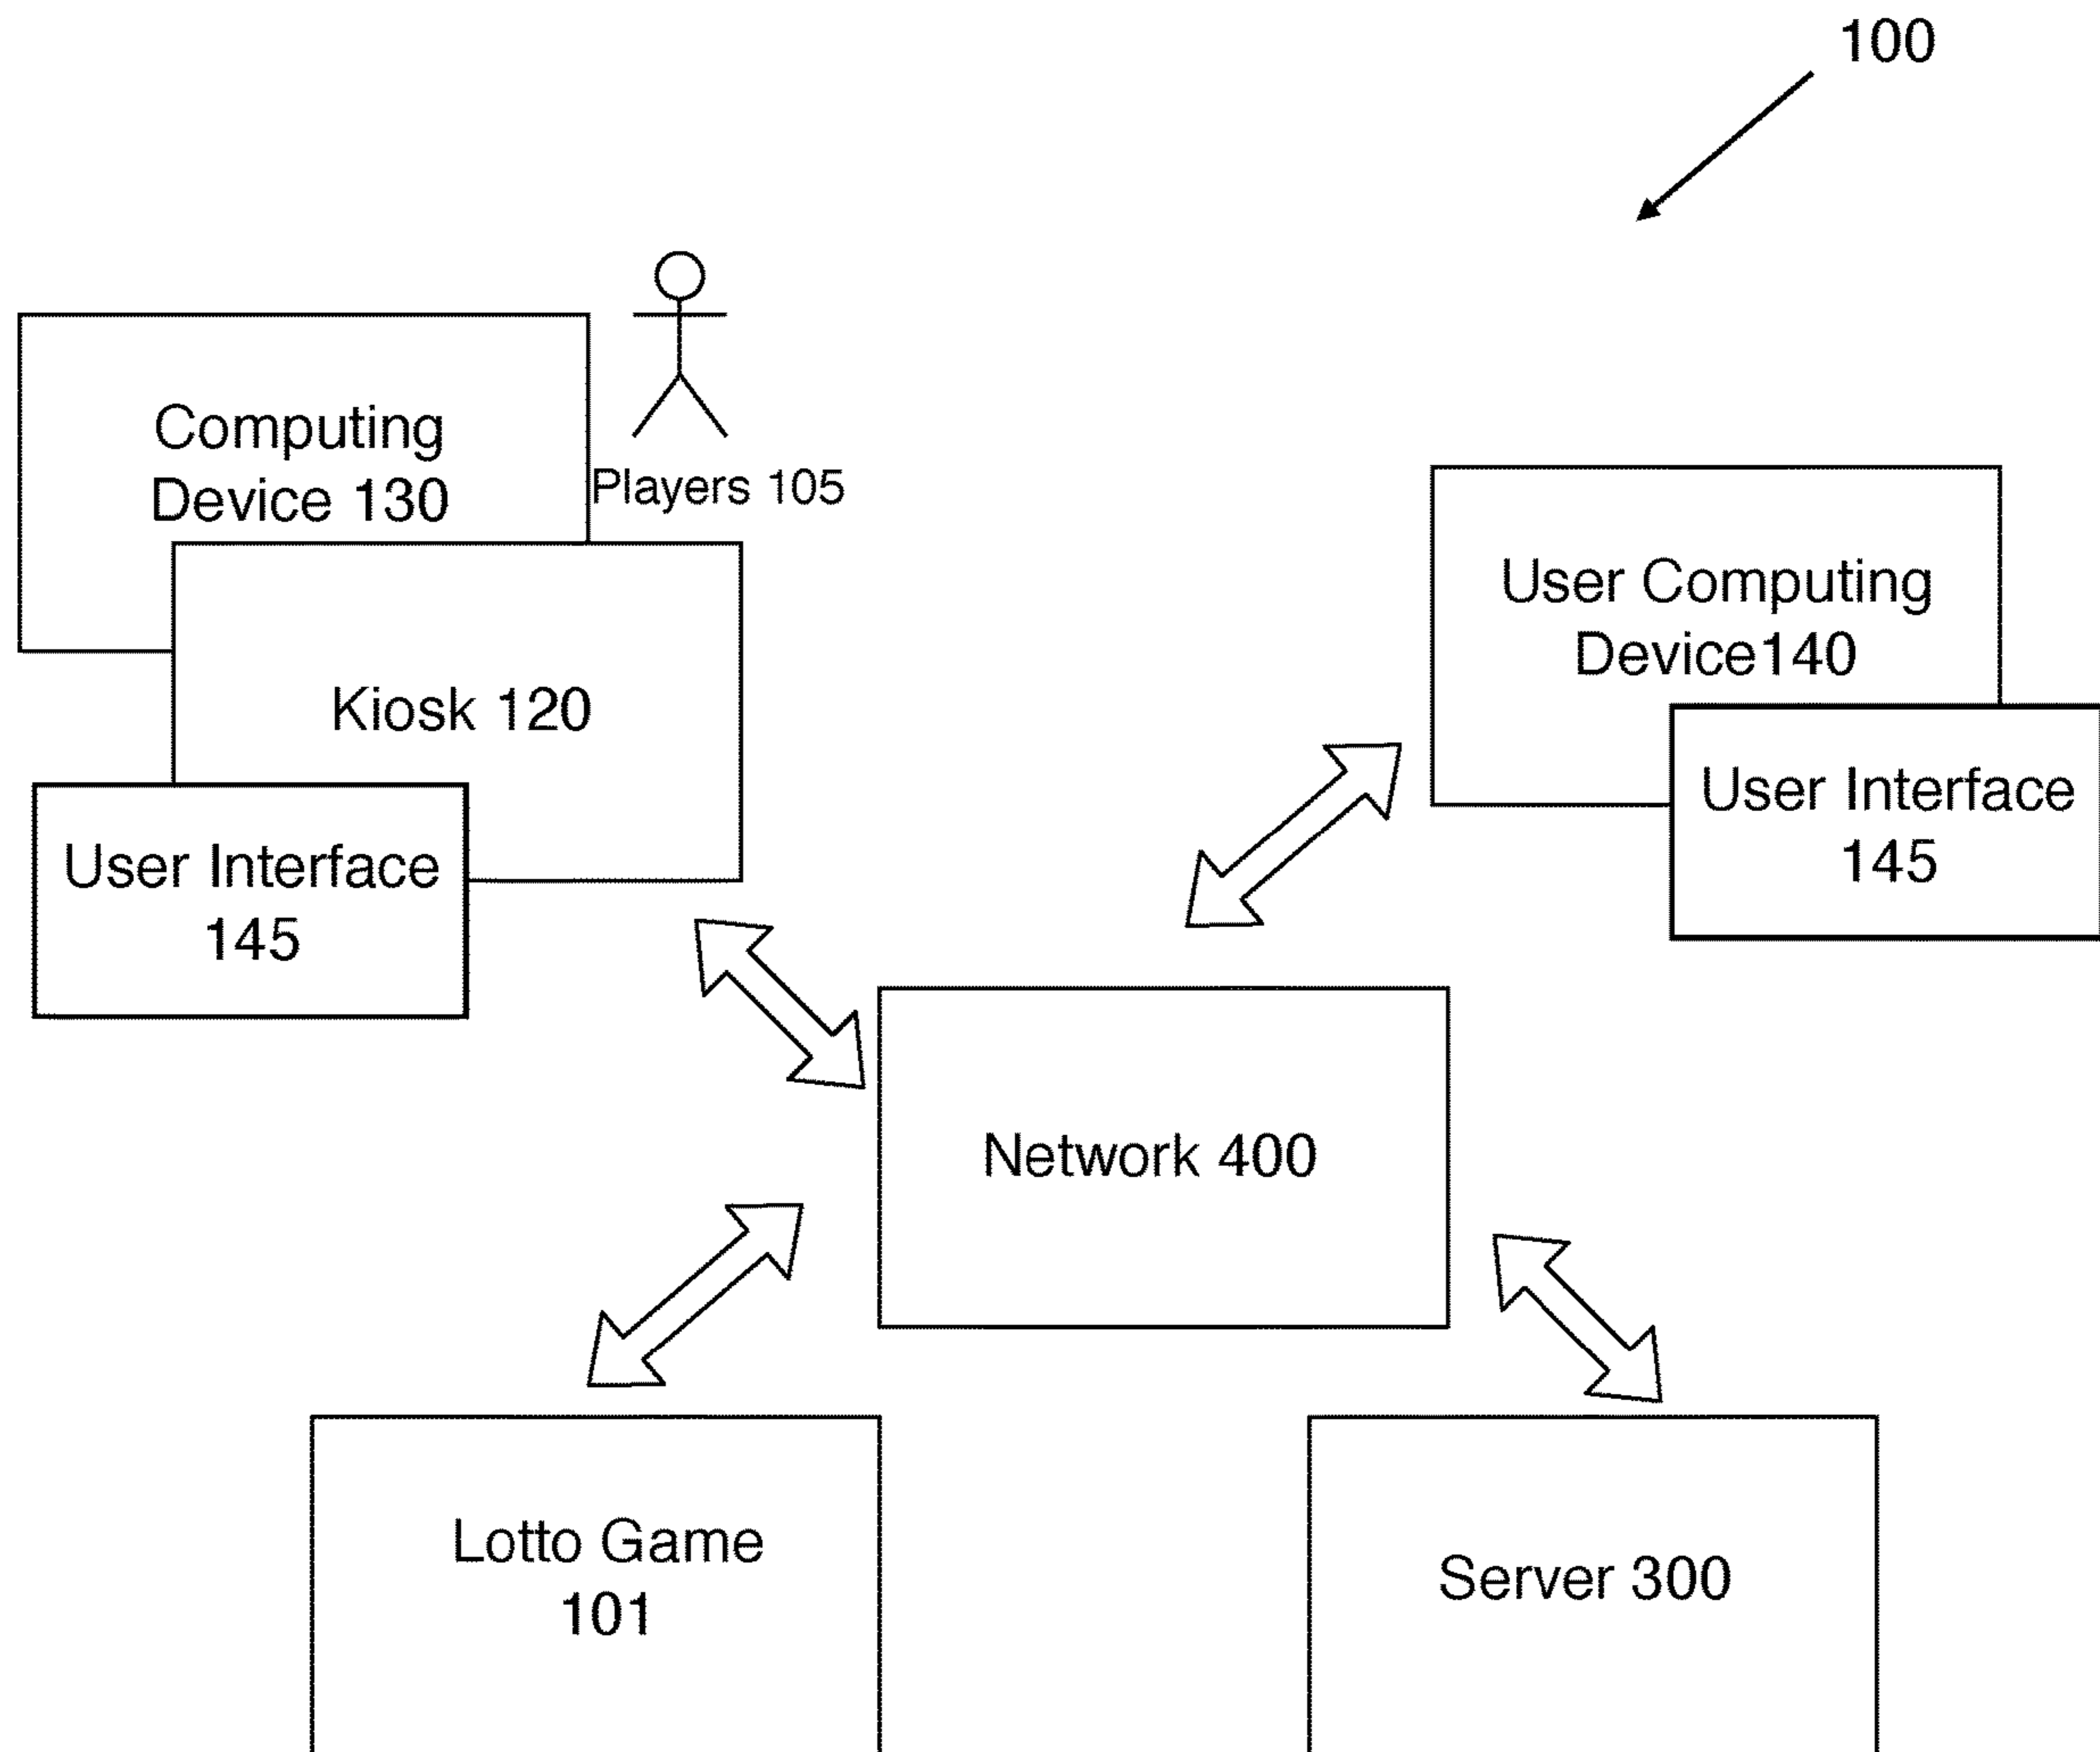 100
Computing
Device 130
Players 105
Kiosk 120
User Interface
145
User Computing
Device140
User Interface
145
Network 400
Lotto Game
101
Server 300